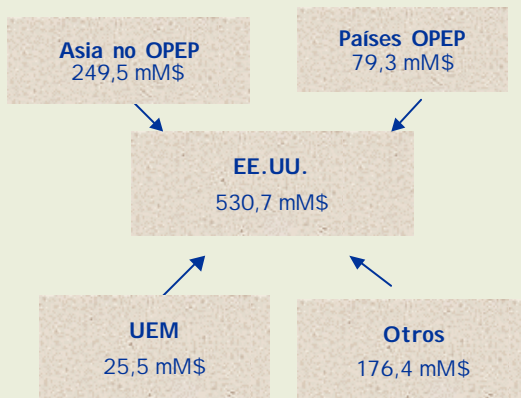 Asia no OPEP
249,5 mM$
Países OPEP
79,3 mM$
EE.UU.
530,7 mM$
UEM
25,5 mM$
Otros
176,4 mM$